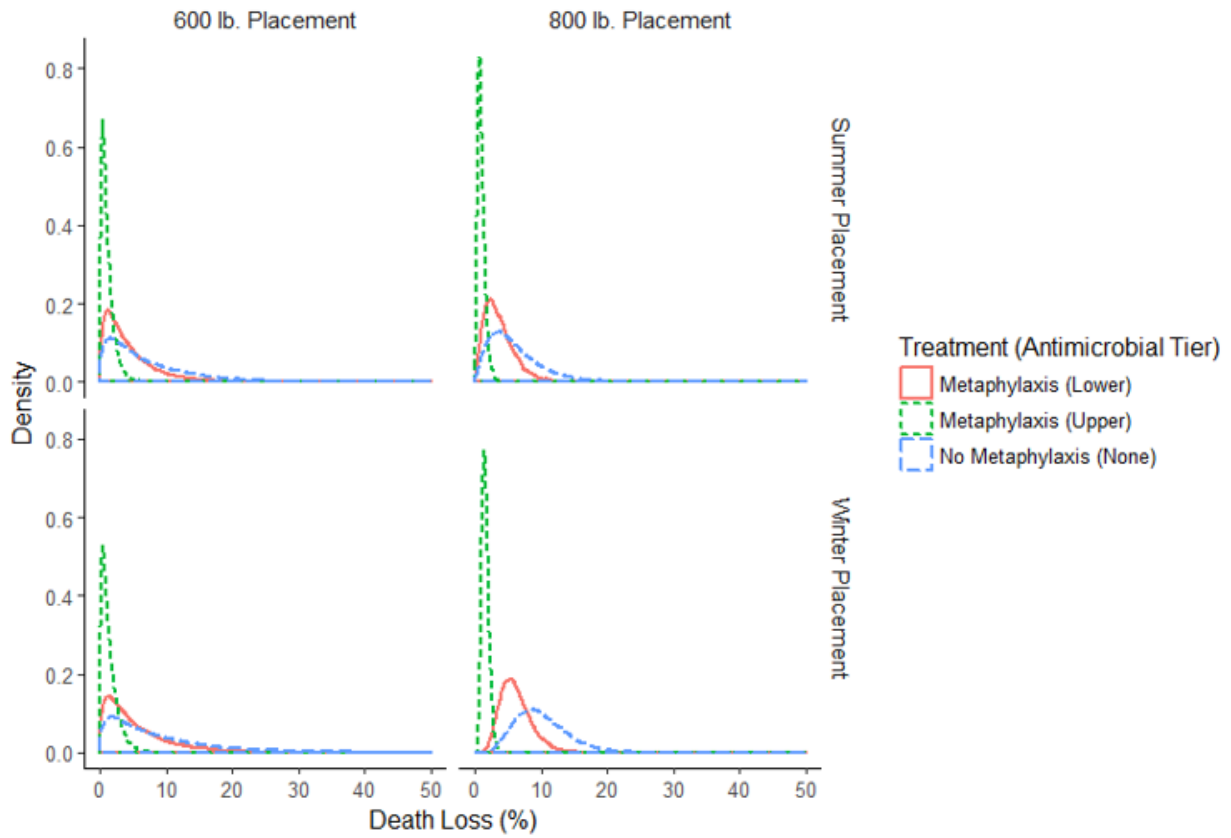 600 lb. Placement
800 lb. Placement
0.8
0.6
0.4
0.2
0.0
Summer Placement
0.8
0.6
0.4
0.2
0.0
Winter Placement
Density
0 10 20 30 40 50
0 10 20 30 40 50
Death Loss (%)
Treatment (Antimicrobial Tier)
Metaphylaxis (Lower)
Metaphylaxis (Upper)
No Metaphylaxis (None)